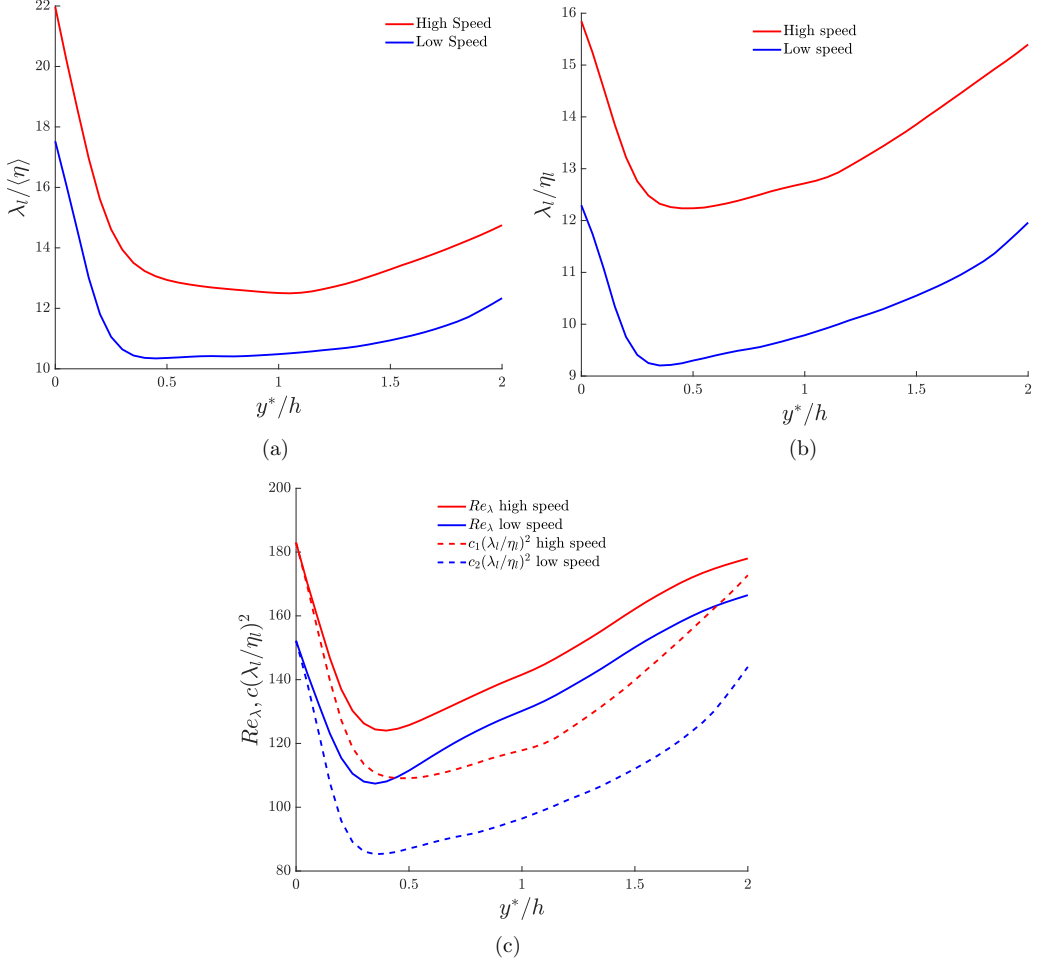 22
20
18
16
14
12
10
λ_l/⟨η⟩
High Speed
Low Speed
0 0.5 1 1.5 2
y*/h
(a)
16
15
14
13
12
11
10
9
λ_l/η_l
High speed
Low speed
0 0.5 1 1.5 2
y*/h
(b)
200
180
160
140
120
100
80
Re_λ, c(λ_l/η_l)^2
Re_λ high speed
Re_λ low speed
c_1(λ_l/η_l)^2 high speed
c_2(λ_l/η_l)^2 low speed
0 0.5 1 1.5 2
y*/h
(c)